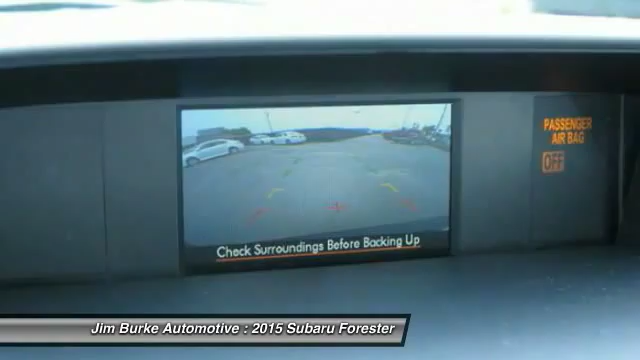 PASSENGER
AIR BAG
OFF
Check Surroundings Before Backing Up
Jim Burke Automotive : 2015 Subaru Forester